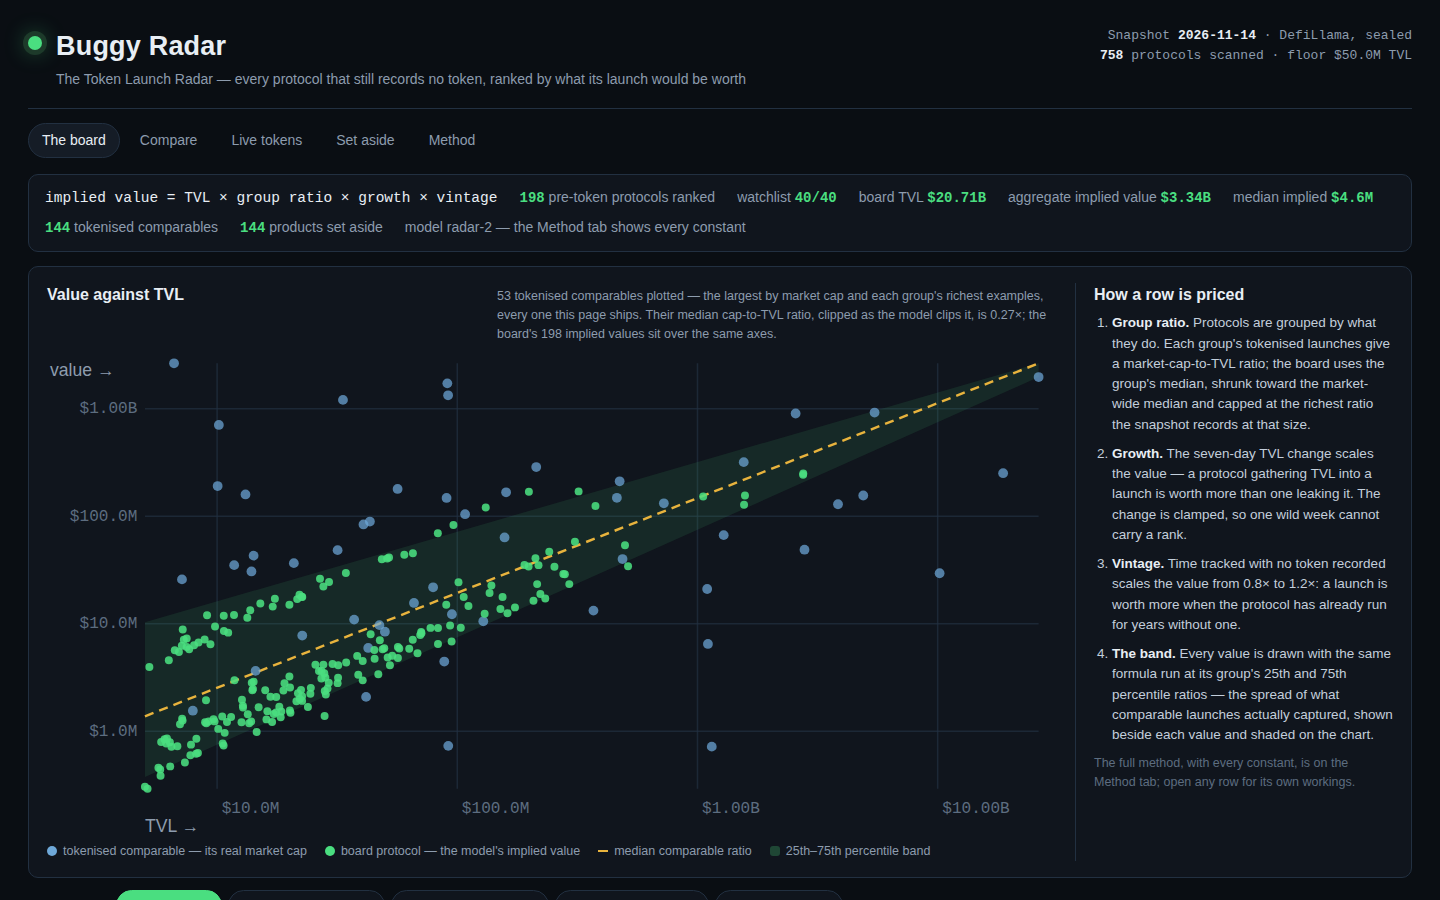 Buggy Radar
The Token Launch Radar — every protocol that still records no token, ranked by what its launch would be worth
Snapshot 2026-11-14 · DefiLlama, sealed
758 protocols scanned · floor $50.0M TVL
The board
Compare
Live tokens
Set aside
Method
implied value = TVL × group ratio × growth × vintage
198 pre-token protocols ranked
watchlist 40/40
board TVL $20.71B
aggregate implied value $3.34B
median implied $4.6M
144 tokenised comparables
144 products set aside
model radar-2 — the Method tab shows every constant
Value against TVL
53 tokenised comparables plotted — the largest by market cap and each group's richest examples,
every one this page ships. Their median cap-to-TVL ratio, clipped as the model clips it, is 0.27×; the
board's 198 implied values sit over the same axes.
value →
$1.00B
$100.0M
$10.0M
$1.0M
$10.0M
$100.0M
$1.00B
$10.00B
TVL →
tokenised comparable — its real market cap
board protocol — the model's implied value
median comparable ratio
25th–75th percentile band
How a row is priced
1. Group ratio. Protocols are grouped by what
they do. Each group's tokenised launches give
a market-cap-to-TVL ratio; the board uses the
group's median, shrunk toward the market-
wide median and capped at the richest ratio
the snapshot records at that size.
2. Growth. The seven-day TVL change scales
the value — a protocol gathering TVL into a
launch is worth more than one leaking it. The
change is clamped, so one wild week cannot
carry a rank.
3. Vintage. Time tracked with no token recorded
scales the value from 0.8× to 1.2×: a launch is
worth more when the protocol has already run
for years without one.
4. The band. Every value is drawn with the same
formula run at its group's 25th and 75th
percentile ratios — the spread of what
comparable launches actually captured, shown
beside each value and shaded on the chart.
The full method, with every constant, is on the
Method tab; open any row for its own workings.